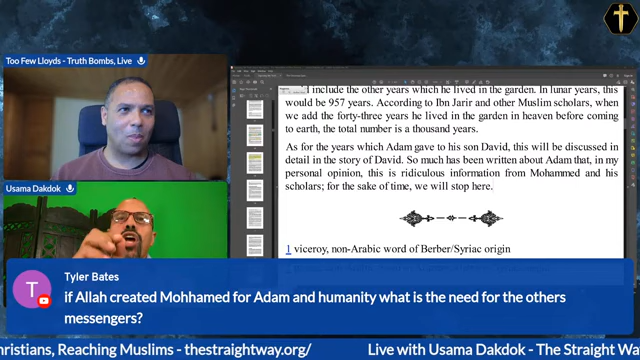 Too Few Lloyds - Truth Bombs, Live
Usama Dakdok
include the other years which he lived in the garden. In lunar years, this
would be 957 years. According to Ibn Jarir and other Muslim scholars, when
we add the forty-three years he lived in the garden in heaven before coming
to earth, the total number is a thousand years.
As for the years which Adam gave to his son David, this will be discussed in
detail in the story of David. So much has been written about Adam that, in my
personal opinion, this is ridiculous information from Mohammed and his
scholars; for the sake of time, we will stop here.
1 viceroy, non-Arabic word of Berber/Syriac origin
T
Tyler Bates
if Allah created Mohhamed for Adam and humanity what is the need for the others
messengers?
hristians, Reaching Muslims - thestraightway.org/ Live with Usama Dakdok - The Straight Wa